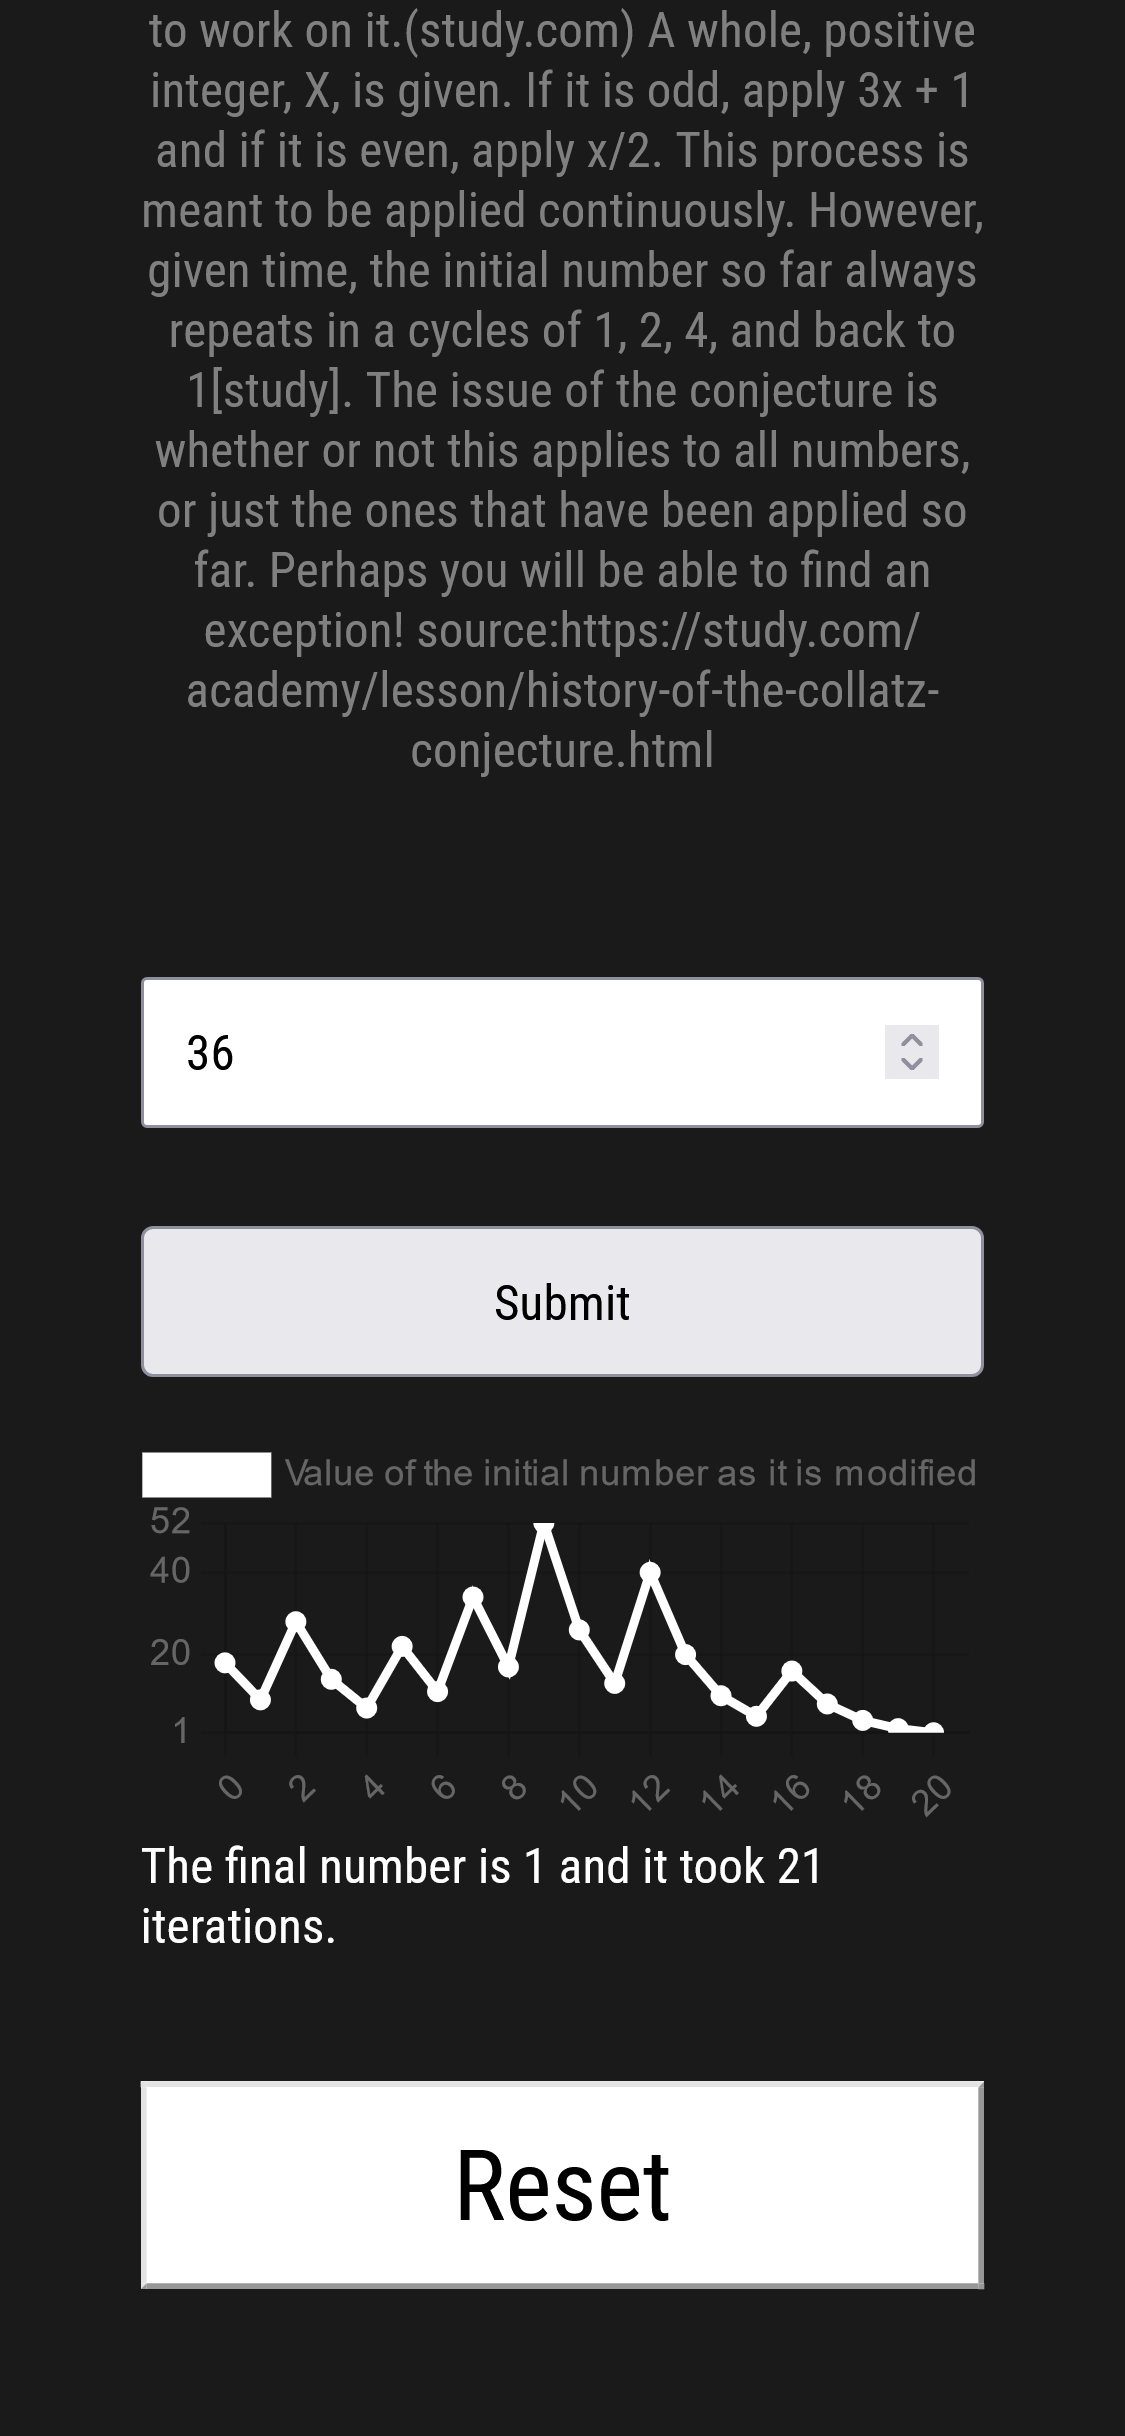 to work on it.(study.com) A whole, positive
integer, X, is given. If it is odd, apply 3x + 1
and if it is even, apply x/2. This process is
meant to be applied continuously. However,
given time, the initial number so far always
repeats in a cycles of 1, 2, 4, and back to
1[study]. The issue of the conjecture is
whether or not this applies to all numbers,
or just the ones that have been applied so
far. Perhaps you will be able to find an
exception! source:https://study.com/
academy/lesson/history-of-the-collatz-
conjecture.html
36
Submit
Value of the initial number as it is modified
52
40
20
1
0 2 4 6 8 10 12 14 16 18 20
The final number is 1 and it took 21
iterations.
Reset